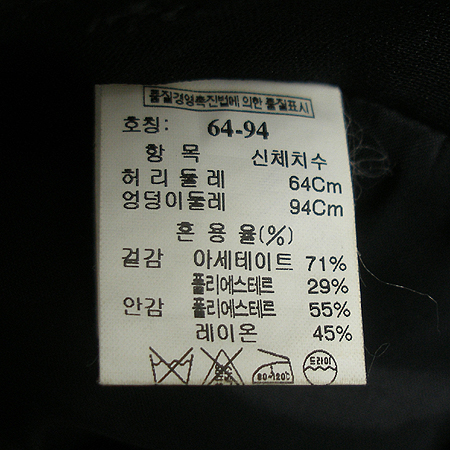 품질경영촉진법에 의한 품질표시
호칭: 64-94
항 목 신체치수
허리둘레 64Cm
엉덩이둘레 94Cm
혼용율(%)
겉감 아세테이트 71%
폴리에스테르 29%
안감 폴리에스테르 55%
레이온 45%
80~120℃ 드라이